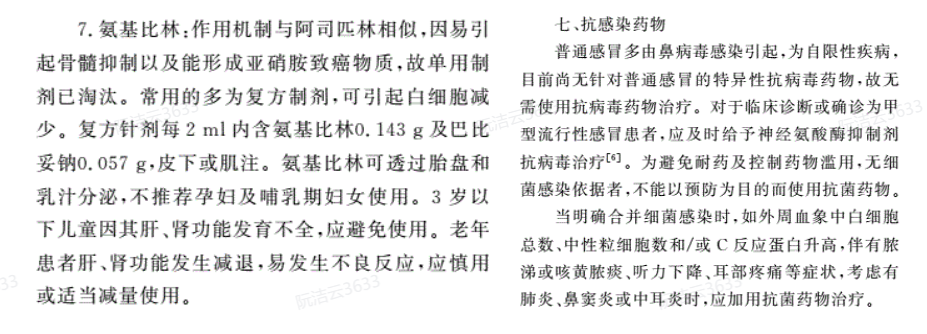 7. 氨基比林:作用机制与阿司匹林相似,因易引
起骨髓抑制以及能形成亚硝胺致癌物质,故单用制
剂已淘汰。常用的多为复方制剂,可引起白细胞减
少。复方针剂每 2 ml 内含氨基比林0.143 g 及巴比
妥钠0.057 g,皮下或肌注。氨基比林可透过胎盘和
乳汁分泌,不推荐孕妇及哺乳期妇女使用。3 岁以
下儿童因其肝、肾功能发育不全,应避免使用。老年
患者肝、肾功能发生减退,易发生不良反应,应慎用
或适当减量使用。
七、抗感染药物
普通感冒多由鼻病毒感染引起,为自限性疾病,
目前尚无针对普通感冒的特异性抗病毒药物,故无
需使用抗病毒药物治疗。对于临床诊断或确诊为甲
型流行性感冒患者,应及时给予神经氨酸酶抑制剂
抗病毒治疗[6]。为避免耐药及控制药物滥用,无细
菌感染依据者,不能以预防为目的而使用抗菌药物。
当明确合并细菌感染时,如外周血象中白细胞
总数、中性粒细胞数和/或 C 反应蛋白升高,伴有脓
涕或咳黄脓痰、听力下降、耳部疼痛等症状,考虑有
肺炎、鼻窦炎或中耳炎时,应加用抗菌药物治疗。
阮洁云3633